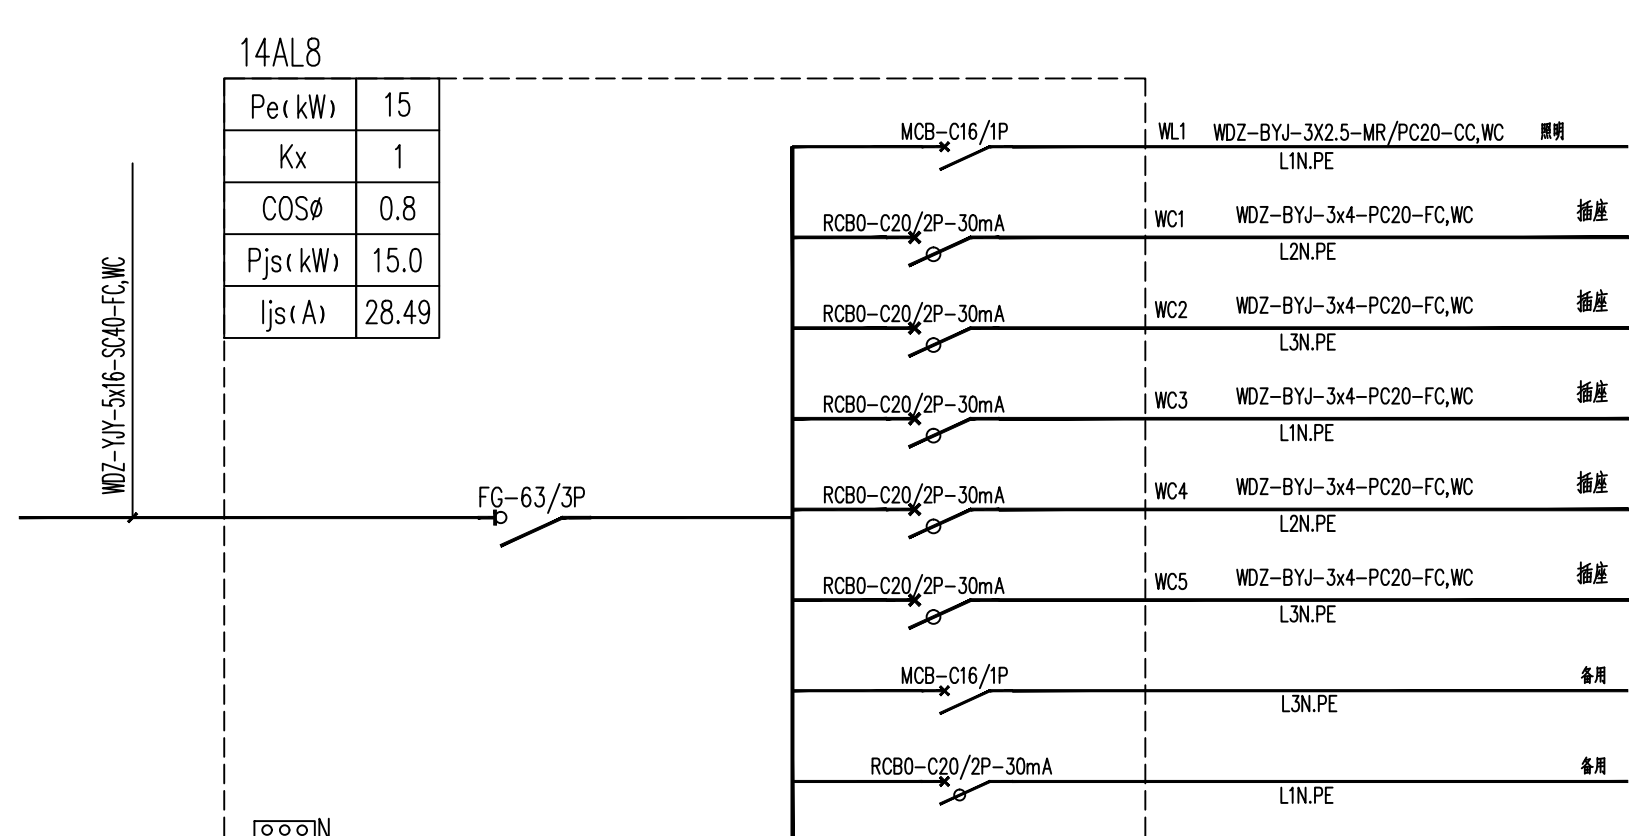 14AL8
Pe(kW) 15
Kx 1
COSø 0.8
Pjs(kW) 15.0
Ijs(A) 28.49
WDZ-YJY-5x16-SC40-FC,WC
FG-63/3P
MCB-C16/1P WL1 WDZ-BYJ-3X2.5-MR/PC20-CC,WC 照明
L1N.PE
RCBO-C20/2P-30mA WC1 WDZ-BYJ-3x4-PC20-FC,WC 插座
L2N.PE
RCBO-C20/2P-30mA WC2 WDZ-BYJ-3x4-PC20-FC,WC 插座
L3N.PE
RCBO-C20/2P-30mA WC3 WDZ-BYJ-3x4-PC20-FC,WC 插座
L1N.PE
RCBO-C20/2P-30mA WC4 WDZ-BYJ-3x4-PC20-FC,WC 插座
L2N.PE
RCBO-C20/2P-30mA WC5 WDZ-BYJ-3x4-PC20-FC,WC 插座
L3N.PE
MCB-C16/1P 备用
L3N.PE
RCBO-C20/2P-30mA 备用
L1N.PE
N